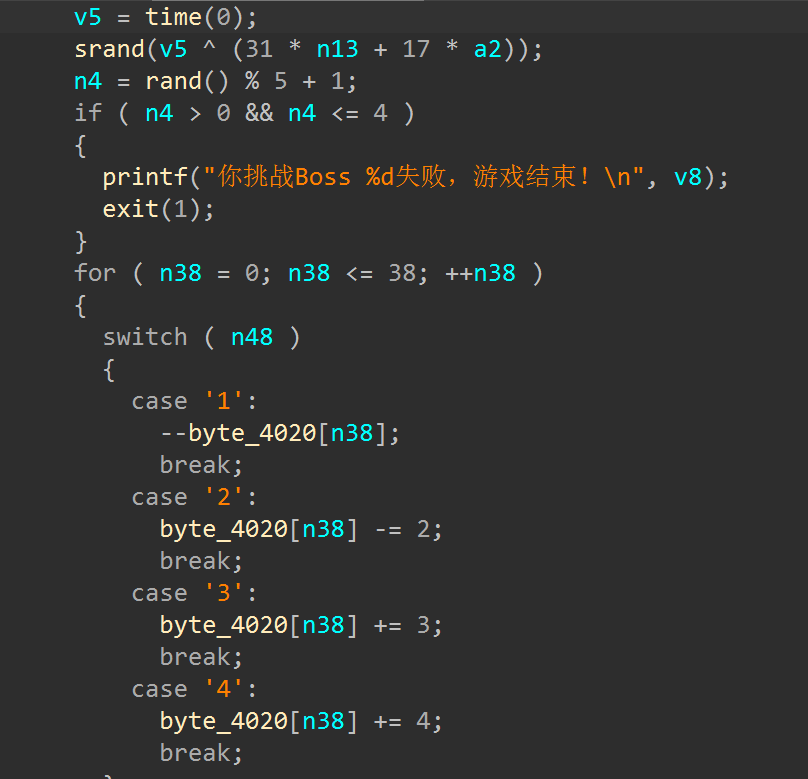 v5 = time(0);
srand(v5 ^ (31 * n13 + 17 * a2));
n4 = rand() % 5 + 1;
if ( n4 > 0 && n4 <= 4 )
{
printf("你挑战Boss %d失败，游戏结束！\n", v8);
exit(1);
}
for ( n38 = 0; n38 <= 38; ++n38 )
{
switch ( n48 )
{
case '1':
--byte_4020[n38];
break;
case '2':
byte_4020[n38] -= 2;
break;
case '3':
byte_4020[n38] += 3;
break;
case '4':
byte_4020[n38] += 4;
break;